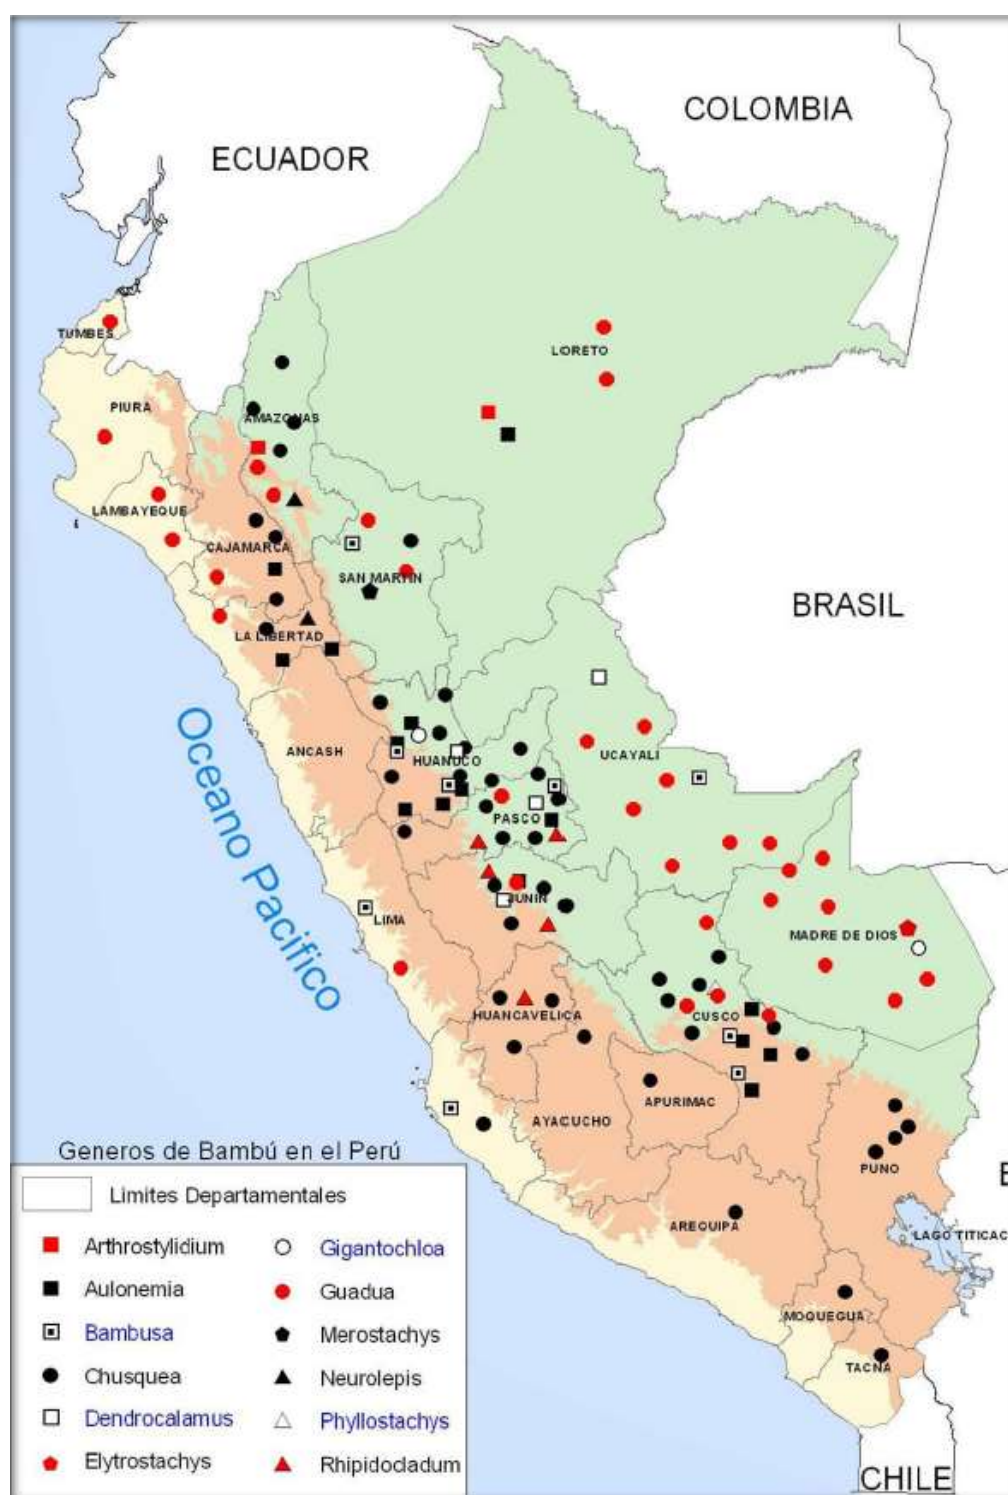 COLOMBIA
ECUADOR
TUMBES
LORETO
PIURA
AMAZONAS
LAMBAYEQUE
CAJAMARCA
SAN MARTIN
BRASIL
LA LIBERTAD
Oceano Pacifico
ANCASH
HUANUCO
UCAYALI
PASCO
LIMA
JUNIN
MADRE DE DIOS
HUANCAVELICA
CUSCO
APURIMAC
AYACUCHO
PUNO
AREQUIPA
LAGO TITICAC
MOQUEGUA
TACNA
CHILE
Generos de Bambú en el Perú
Limites Departamentales
Arthrostylidium
Aulonemia
Bambusa
Chusquea
Dendrocalamus
Elytrostachys
Gigantochloa
Guadua
Merostachys
Neurolepis
Phyllostachys
Rhipidocladum